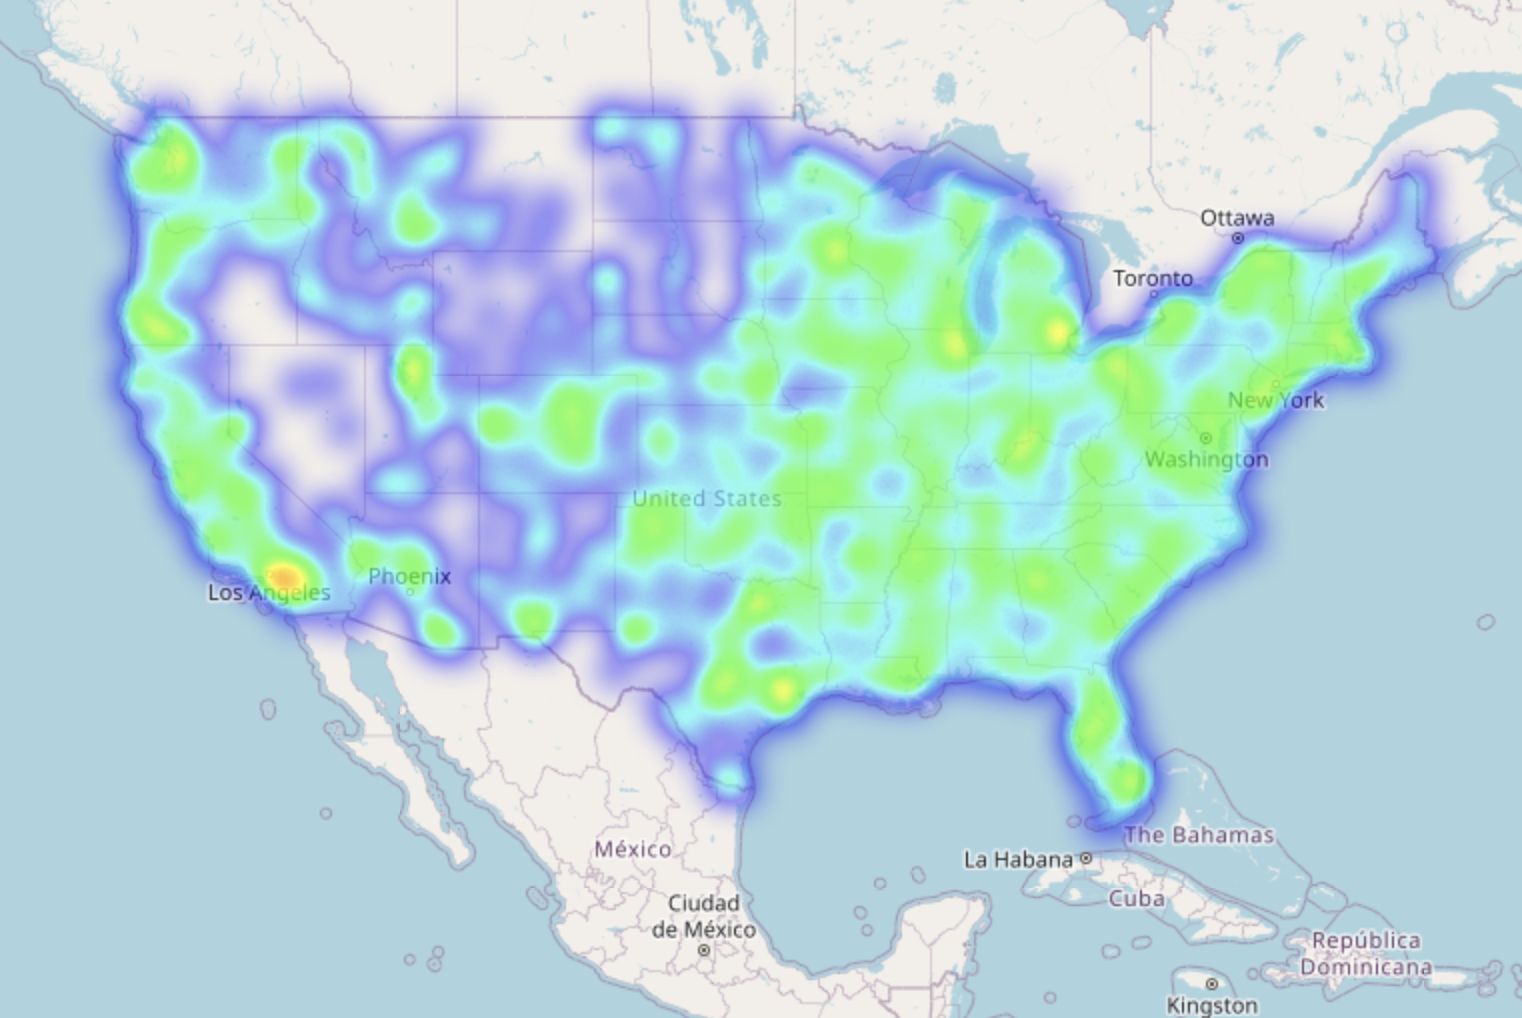 Ottawa
Toronto
New York
Washington
United States
Phoenix
Los Angeles
The Bahamas
México
La Habana
Cuba
Ciudad
de México
República
Dominicana
Kingston